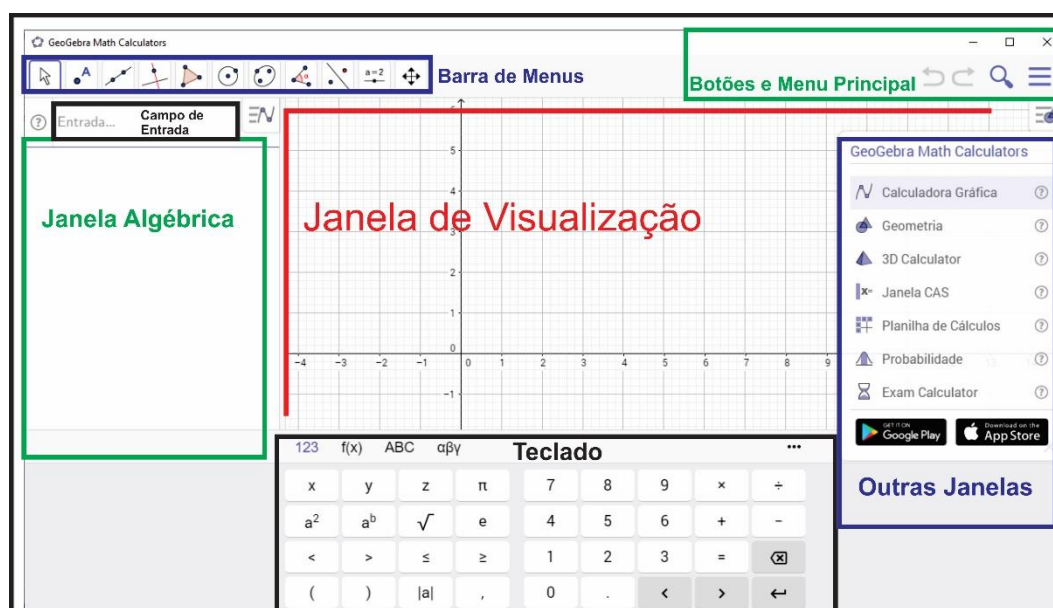 GeoGebra Math Calculators
A
α
a=2
Barra de Menus
Botões e Menu Principal
?
Entrada...
Campo de
Entrada
Janela Algébrica
Janela de Visualização
5
4
3
2
1
0
-1
-4 -3 -2 -1 0 1 2 3 4 5 6 7 8 9
GeoGebra Math Calculators
Calculadora Gráfica ?
Geometria ?
3D Calculator ?
x= Janela CAS ?
Planilha de Cálculos ?
Probabilidade ?
Exam Calculator ?
GET IT ON
Google Play
Download on the
App Store
Outras Janelas
123 f(x) ABC αβγ Teclado ...
x y z π 7 8 9 × ÷
a² aᵇ √ e 4 5 6 + −
< > ≤ ≥ 1 2 3 =
( ) |a| , 0 . < >